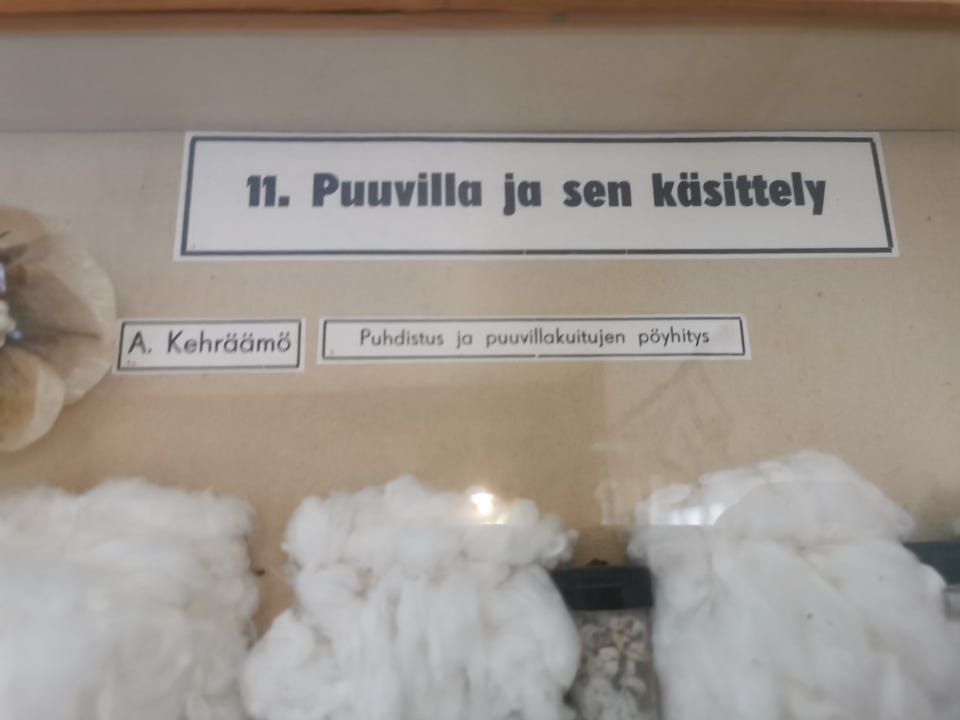 11. Puuvilla ja sen käsittely
A. Kehräämö
Puhdistus ja puuvillakuitujen pöyhitys